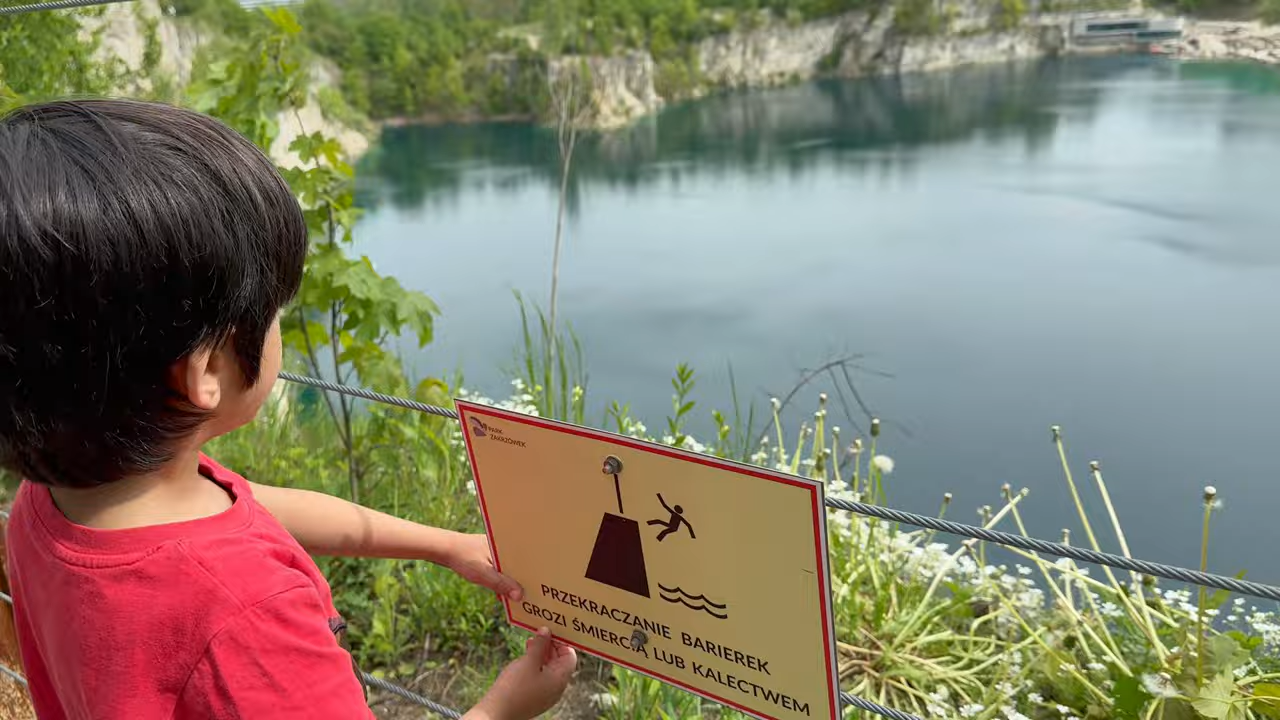 PARK
ZAKRZÓWEK
PRZEKRACZANIE BARIEREK
GROZI ŚMIERCIĄ LUB KALECTWEM